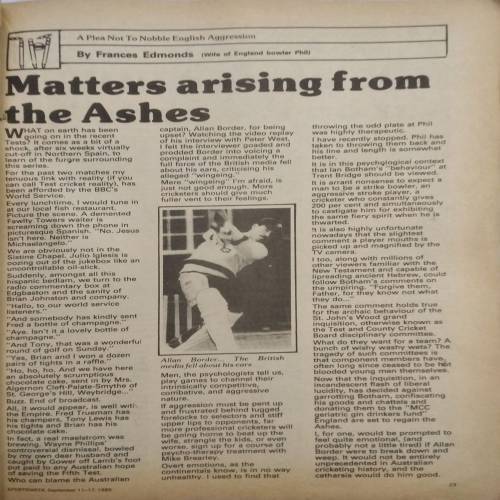 A Plea Not To Nobble English Aggression
By Frances Edmonds (Wife of England bowler Phil)
Matters arising from
the Ashes
WHAT on earth has been
going on in the recent
Tests? It comes as a bit of a
shock, after six weeks virtually
cut-off in Northern Spain, to
learn of the furgre surrounding
this series.
For the past two matches my
tenuous link with reality (if you
can call Test cricket reality), has
been afforded by the BBC's
World Service.
Every lunchtime, I would tune in
at our local fish restaurant.
Picture the scene. A demented
Fawlty Towers waiter is
screaming down the phone in
picturesque Spanish. "No. Jesus
isn't here. Neither is
Michaelangelo."
We are obviously not in the
Sistine Chapel. Julio Iglesia is
oozing out of the jukebox like an
uncontrollable oil-slick.
Suddenly, amongst all this
hispanic bedlam, we turn to the
radio commentary box at
Edgbaston and the sanity of
Brian Johnston and company.
"Hello, to our world service
listeners."
"And somebody has kindly sent
Fred a bottle of champagne."
"Aye. Isn't it a lovely bottle of
champagne."
"And Tony, that was a wonderful
round of golf on Sunday."
"Yes, Brian and I won a dozen
pairs of tights in a raffle."
"Ho, ho, ho. And we have here
an absolutely scrumptious
chocolate cake, sent in by Mrs.
Algernon Cleft-Palate-Smythe of
St. George's Hill, Weybridge..."
Buzz. End of broadcast.
All, it would appear, is well with
the Empire. Fred Trueman has
his champers, Tony Lewis has
his tights and Brian has his
chocolate cake.
In fact, a real maelstrom was
brewing. Wayne Phillips'
controversial dismissal, bowled
by my own dear husband and
caught by Gower off Lamb's foot
put paid to any Australian hope
of saving the Fifth Test.
Who can blame the Australian
captain, Allan Border, for being
upset? Watching the video replay
of his interview with Peter West,
I felt the interviewer goaded and
prodded Border into voicing a
complaint and immediately the
full force of the British media fell
about his ears, criticising his
alleged "wingeing."
Mere "wingeing," I'm afraid, is
just not good enough. More
cricketers should give much
fuller vent to their feelings.
Allan Border... The British
media fell about his ears
Men, the psychologists tell us,
play games to channel their
intrinsically competitive,
combative, and aggressive
nature.
If aggression must be pent up
and frustrated behind rugged
forelocks to selectors and stiff
upper lips to opponents, far
more professional cricketers will
be going home to beat up the
wife, strangle the kids, or even
worse, sign up for a course of
psycho-therapy treatment with
Mike Brearley.
Overt emotions, as the
continentals know, is in no way
unhealthy. I used to find that
throwing the odd plate at Phil
was highly therapeutic.
I have recently stopped. Phil has
taken to throwing them back and
his line and length is somewhat
better.
It is in this psychological context
that Ian Botham's "behaviour" at
Trent Bridge should be viewed.
It is arrant nonsense to expect a
man to be a strike bowler, an
aggressive stroke player, a
cricketer who constantly gives
200 per cent and simultaneously
to castigate him for exhibiting
the same fiery spirit when he is
thwarted.
It is also highly unfortunate
nowadays that the slightest
comment a player mouths is
picked up and magnified by the
TV camera.
I too, along with millions of
other viewers familiar with the
New Testament and capable of
lipreading ancient Hebrew, could
follow Botham's comments on
the umpiring. "Forgive them,
Father, for they know not what
they do..."
The same comment holds true
for the archaic behaviour of the
St. John's Wood grand
inquisition, otherwise known as
the Test and County Cricket
Board disciplinary committee.
What do they want for a team? A
bunch of wishy washy wets? The
tragedy of such committees is
that component members have
often long since ceased to be hot
blooded young men themselves.
Now that the inquisition, in an
incandescent flash of liberal
lucidity, has decided against
garrotting Botham, confiscating
his goods and chattels and
donating them to the "MCC
geriatric gin drinkers fund"
England are set to regain the
Ashes.
I, for one, would be prompted to
feel quite emotional, (and
probably not a little tired) if Allan
Border were to break down and
weep. It would not be entirely
unprecedented in Australian
cricketing history, and the
catharsis would do him good.
SPORTSWEEK, September 11-17, 1985